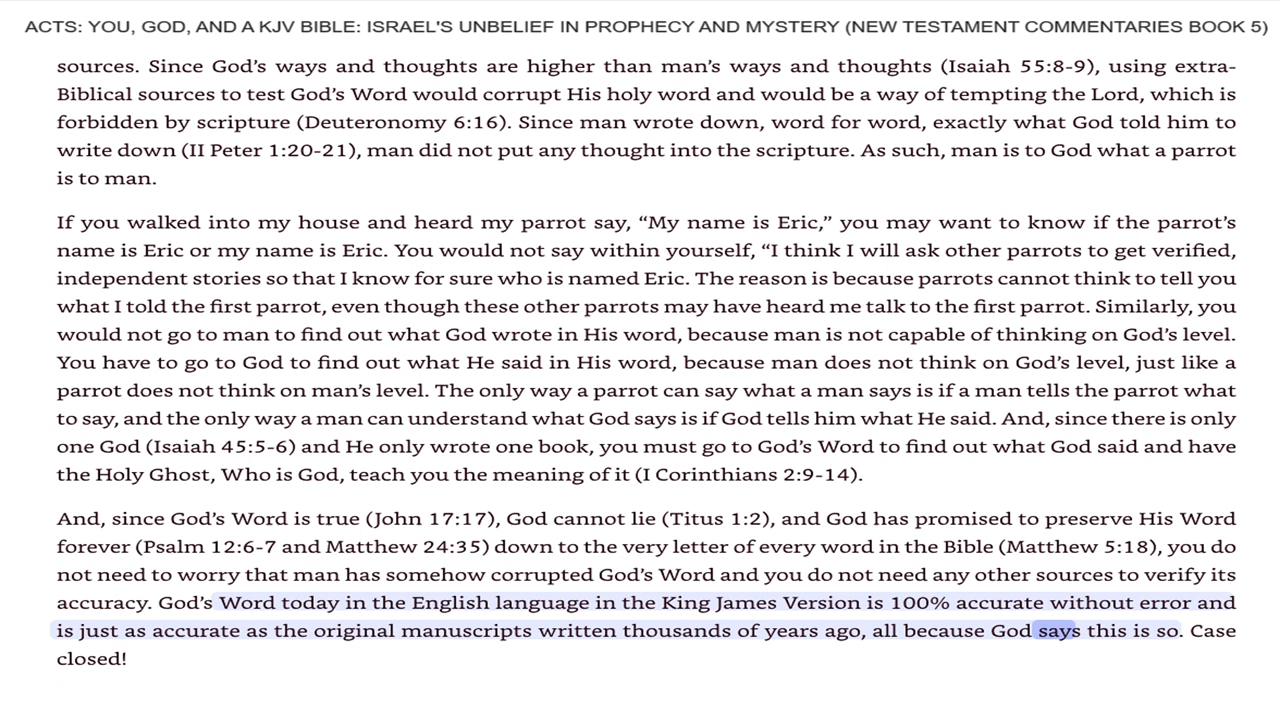 ACTS: YOU, GOD, AND A KJV BIBLE: ISRAEL'S UNBELIEF IN PROPHECY AND MYSTERY (NEW TESTAMENT COMMENTARIES BOOK 5)
sources. Since God’s ways and thoughts are higher than man’s ways and thoughts (Isaiah 55:8-9), using extra-
Biblical sources to test God’s Word would corrupt His holy word and would be a way of tempting the Lord, which is
forbidden by scripture (Deuteronomy 6:16). Since man wrote down, word for word, exactly what God told him to
write down (II Peter 1:20-21), man did not put any thought into the scripture. As such, man is to God what a parrot
is to man.
If you walked into my house and heard my parrot say, “My name is Eric,” you may want to know if the parrot’s
name is Eric or my name is Eric. You would not say within yourself, “I think I will ask other parrots to get verified,
independent stories so that I know for sure who is named Eric. The reason is because parrots cannot think to tell you
what I told the first parrot, even though these other parrots may have heard me talk to the first parrot. Similarly, you
would not go to man to find out what God wrote in His word, because man is not capable of thinking on God’s level.
You have to go to God to find out what He said in His word, because man does not think on God’s level, just like a
parrot does not think on man’s level. The only way a parrot can say what a man says is if a man tells the parrot what
to say, and the only way a man can understand what God says is if God tells him what He said. And, since there is only
one God (Isaiah 45:5-6) and He only wrote one book, you must go to God’s Word to find out what God said and have
the Holy Ghost, Who is God, teach you the meaning of it (I Corinthians 2:9-14).
And, since God’s Word is true (John 17:17), God cannot lie (Titus 1:2), and God has promised to preserve His Word
forever (Psalm 12:6-7 and Matthew 24:35) down to the very letter of every word in the Bible (Matthew 5:18), you do
not need to worry that man has somehow corrupted God’s Word and you do not need any other sources to verify its
accuracy. God’s Word today in the English language in the King James Version is 100% accurate without error and
is just as accurate as the original manuscripts written thousands of years ago, all because God says this is so. Case
closed!